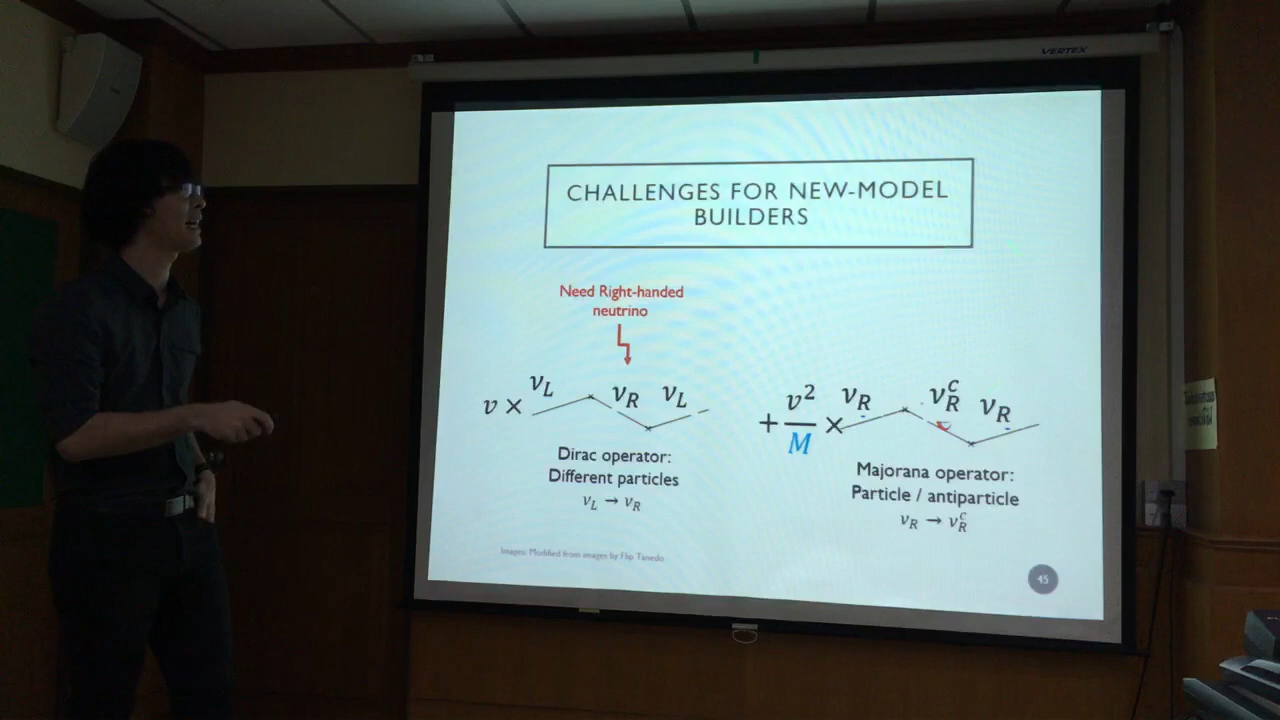 VERTEX
CHALLENGES FOR NEW-MODEL
BUILDERS
Need Right-handed
neutrino
v × ν_L ν_R ν_L
+ v²/M × ν_R ν_R^C ν_R
Dirac operator:
Different particles
ν_L → ν_R
Majorana operator:
Particle / antiparticle
ν_R → ν_R^C
Images: Modified from images by Flip Tanedo
45